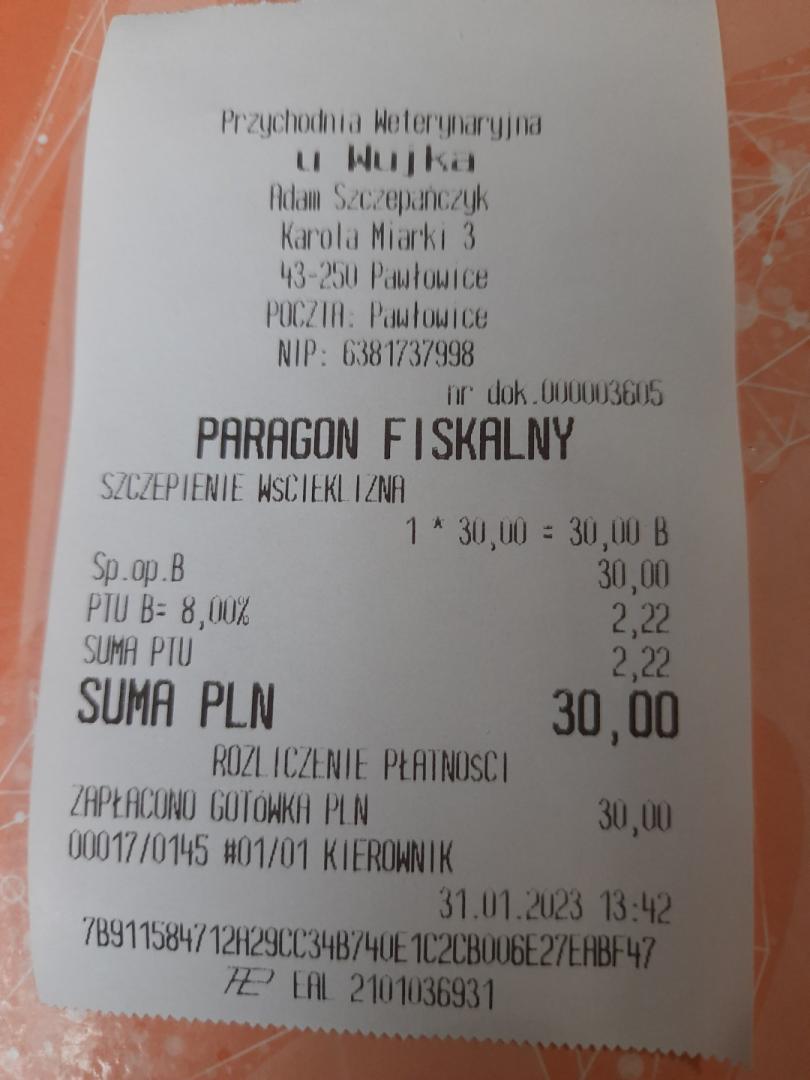 Przychodnia Weterynaryjna
u Wujka
Adam Szczepańczyk
Karola Miarki 3
43-250 Pawłowice
POCZTA: Pawłowice
NIP: 6381737998
nr dok.000003605
PARAGON FISKALNY
SZCZEPIENIE WŚCIEKLIZNA
1 * 30,00 = 30,00 B
Sp.op.B 30,00
PTU B= 8,00% 2,22
SUMA PTU 2,22
SUMA PLN 30,00
ROZLICZENIE PŁATNOŚCI
ZAPŁACONO GOTÓWKA PLN 30,00
00017/0145 #01/01 KIEROWNIK
31.01.2023 13:42
7B911584712A29CC34B740E1C2CB006E27EABF47
EAL 2101036931